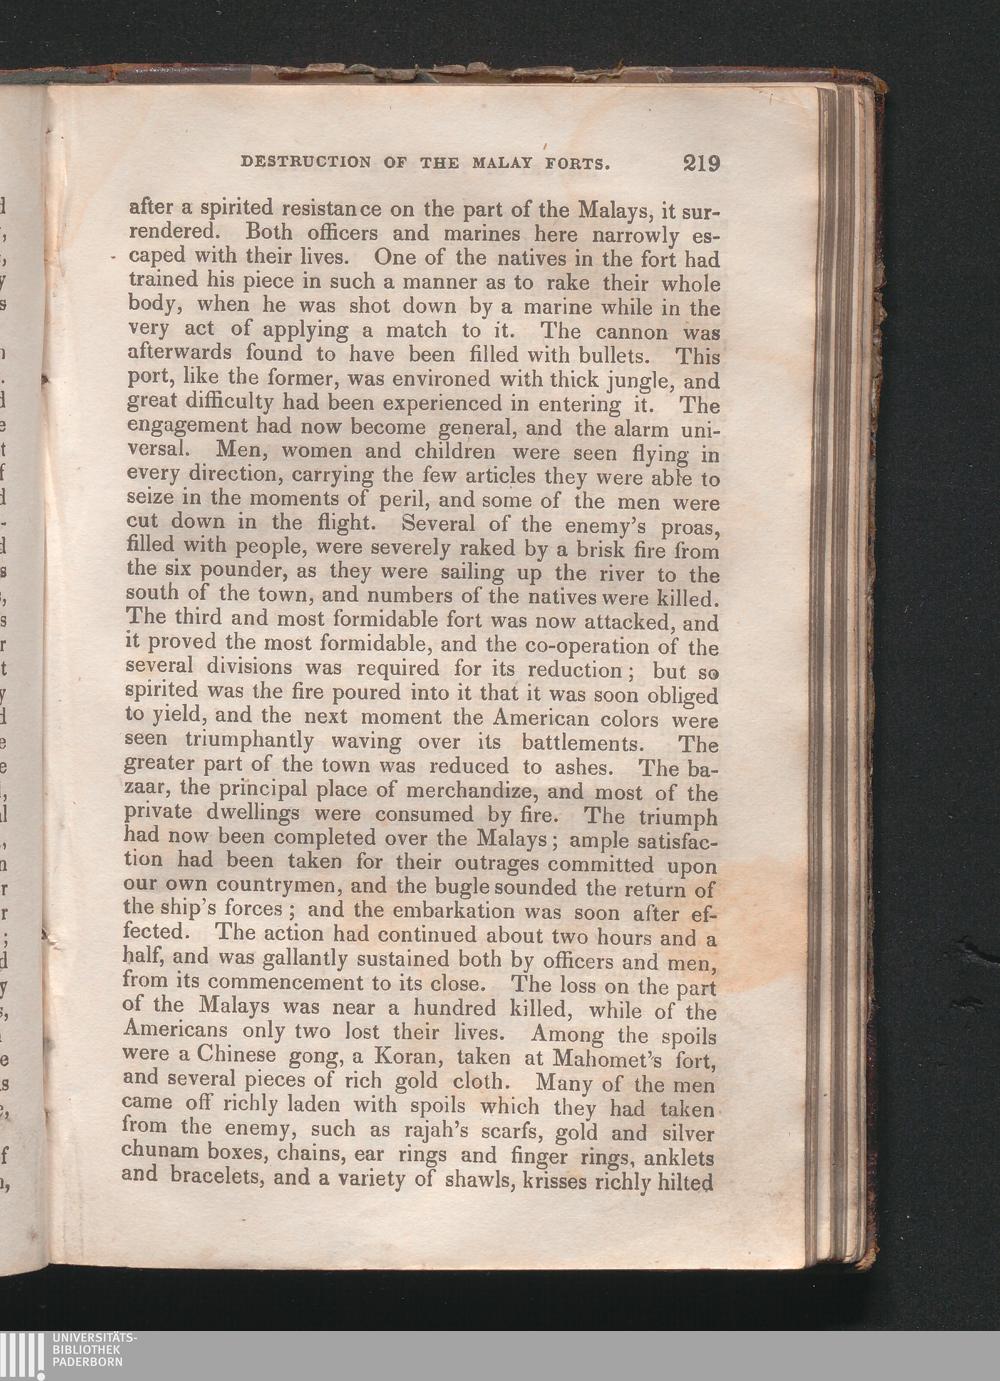 DESTRUCTION OF THE MALAY FORTS. 219
after a spirited resistance on the part of the Malays, it sur-
rendered. Both officers and marines here narrowly es-
caped with their lives. One of the natives in the fort had
trained his piece in such a manner as to rake their whole
body, when he was shot down by a marine while in the
very act of applying a match to it. The cannon was
afterwards found to have been filled with bullets. This
port, like the former, was environed with thick jungle, and
great difficulty had been experienced in entering it. The
engagement had now become general, and the alarm uni-
versal. Men, women and children were seen flying in
every direction, carrying the few articles they were able to
seize in the moments of peril, and some of the men were
cut down in the flight. Several of the enemy's proas,
filled with people, were severely raked by a brisk fire from
the six pounder, as they were sailing up the river to the
south of the town, and numbers of the natives were killed.
The third and most formidable fort was now attacked, and
it proved the most formidable, and the co-operation of the
several divisions was required for its reduction; but so
spirited was the fire poured into it that it was soon obliged
to yield, and the next moment the American colors were
seen triumphantly waving over its battlements. The
greater part of the town was reduced to ashes. The ba-
zaar, the principal place of merchandize, and most of the
private dwellings were consumed by fire. The triumph
had now been completed over the Malays; ample satisfac-
tion had been taken for their outrages committed upon
our own countrymen, and the bugle sounded the return of
the ship's forces; and the embarkation was soon after ef-
fected. The action had continued about two hours and a
half, and was gallantly sustained both by officers and men,
from its commencement to its close. The loss on the part
of the Malays was near a hundred killed, while of the
Americans only two lost their lives. Among the spoils
were a Chinese gong, a Koran, taken at Mahomet's fort,
and several pieces of rich gold cloth. Many of the men
came off richly laden with spoils which they had taken
from the enemy, such as rajah's scarfs, gold and silver
chunam boxes, chains, ear rings and finger rings, anklets
and bracelets, and a variety of shawls, krisses richly hilted
UNIVERSITÄTS-
BIBLIOTHEK
PADERBORN